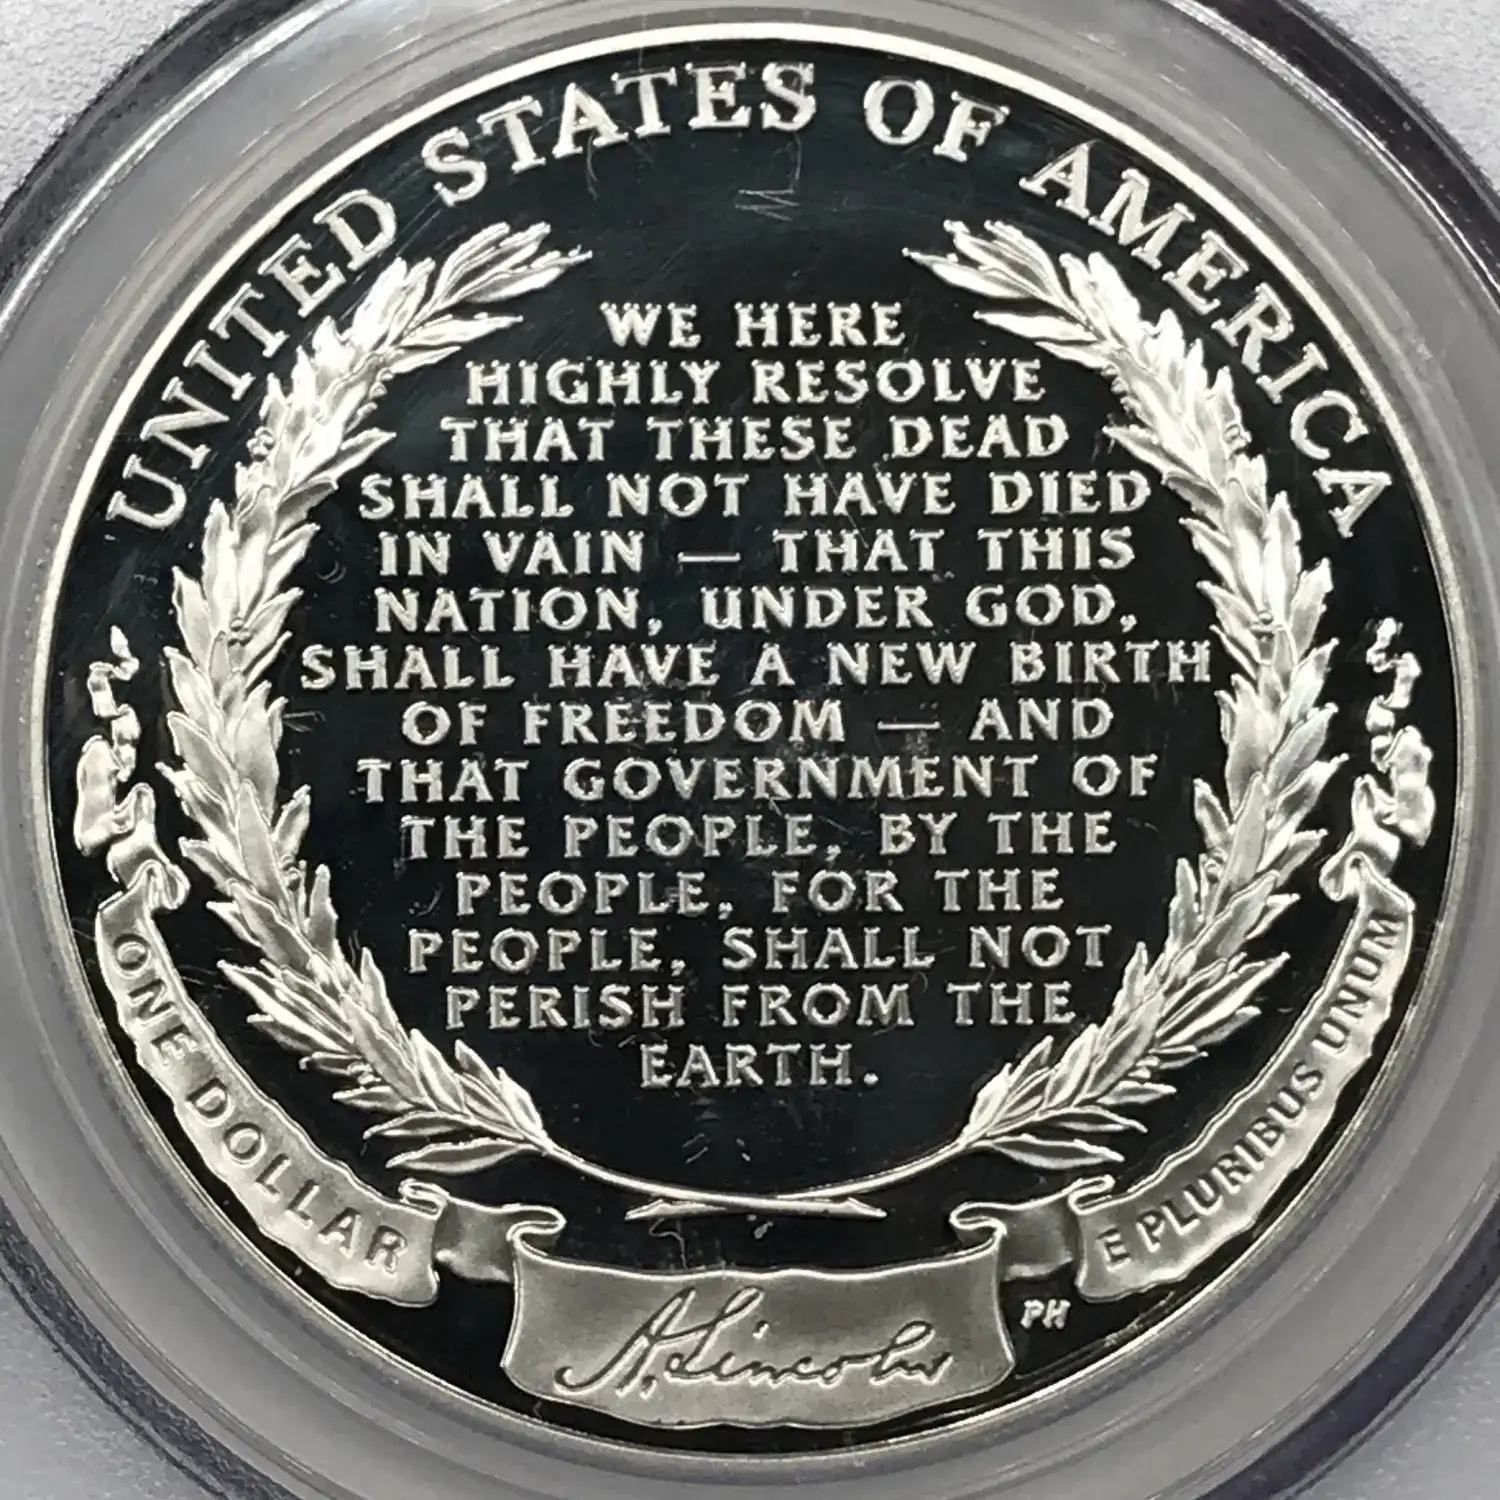 UNITED STATES OF AMERICA
WE HERE
HIGHLY RESOLVE
THAT THESE DEAD
SHALL NOT HAVE DIED
IN VAIN — THAT THIS
NATION, UNDER GOD,
SHALL HAVE A NEW BIRTH
OF FREEDOM — AND
THAT GOVERNMENT OF
THE PEOPLE, BY THE
PEOPLE, FOR THE
PEOPLE, SHALL NOT
PERISH FROM THE
EARTH.
ONE DOLLAR
E PLURIBUS UNUM
A. Lincoln
PH